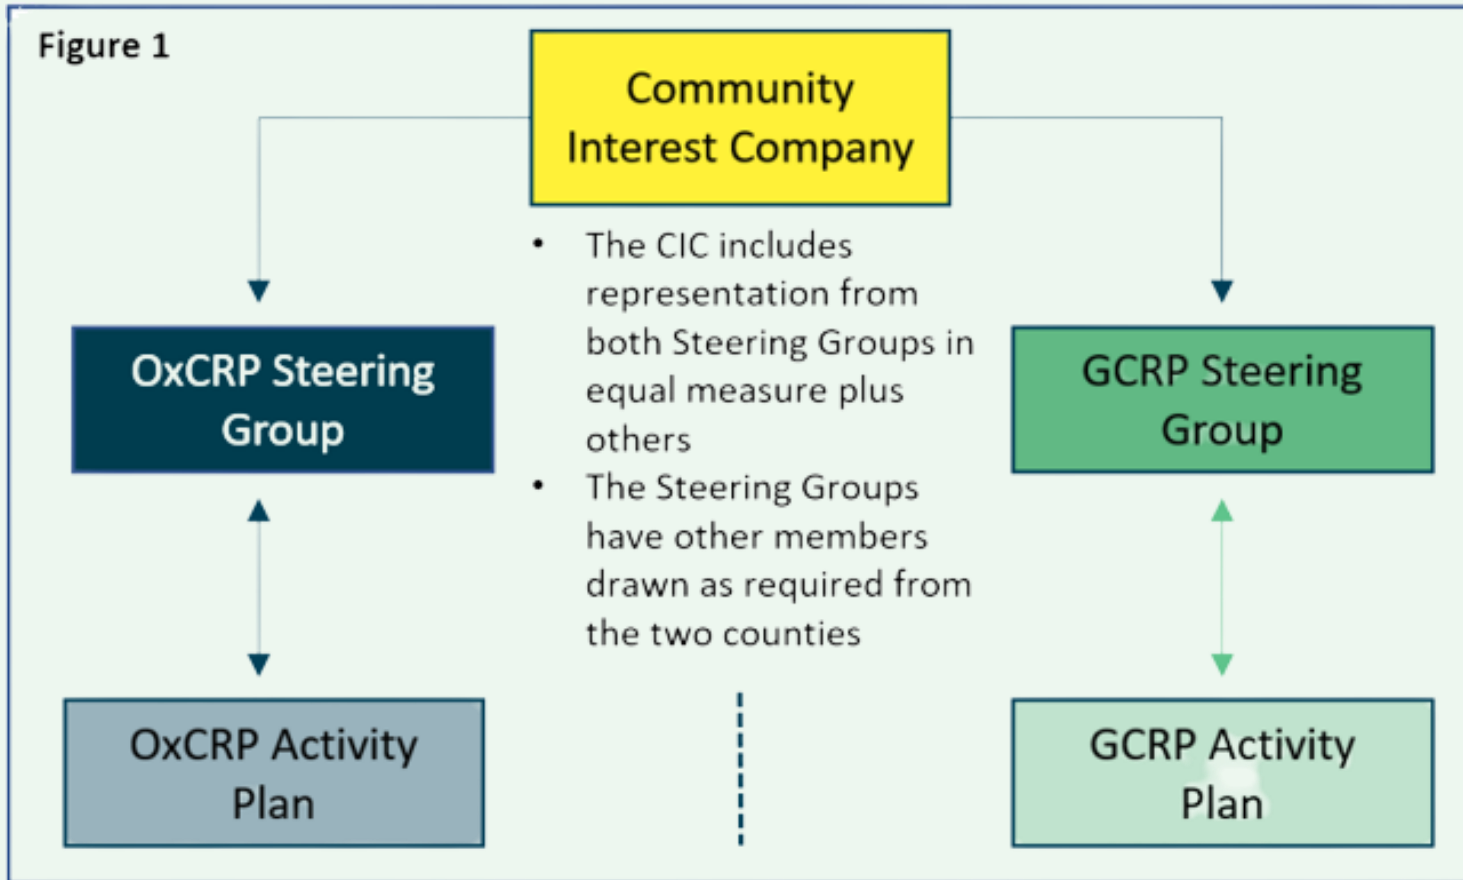 Figure 1
Community
Interest Company
• The CIC includes
representation from
both Steering Groups in
equal measure plus
others
• The Steering Groups
have other members
drawn as required from
the two counties
OxCRP Steering
Group
GCRP Steering
Group
OxCRP Activity
Plan
GCRP Activity
Plan